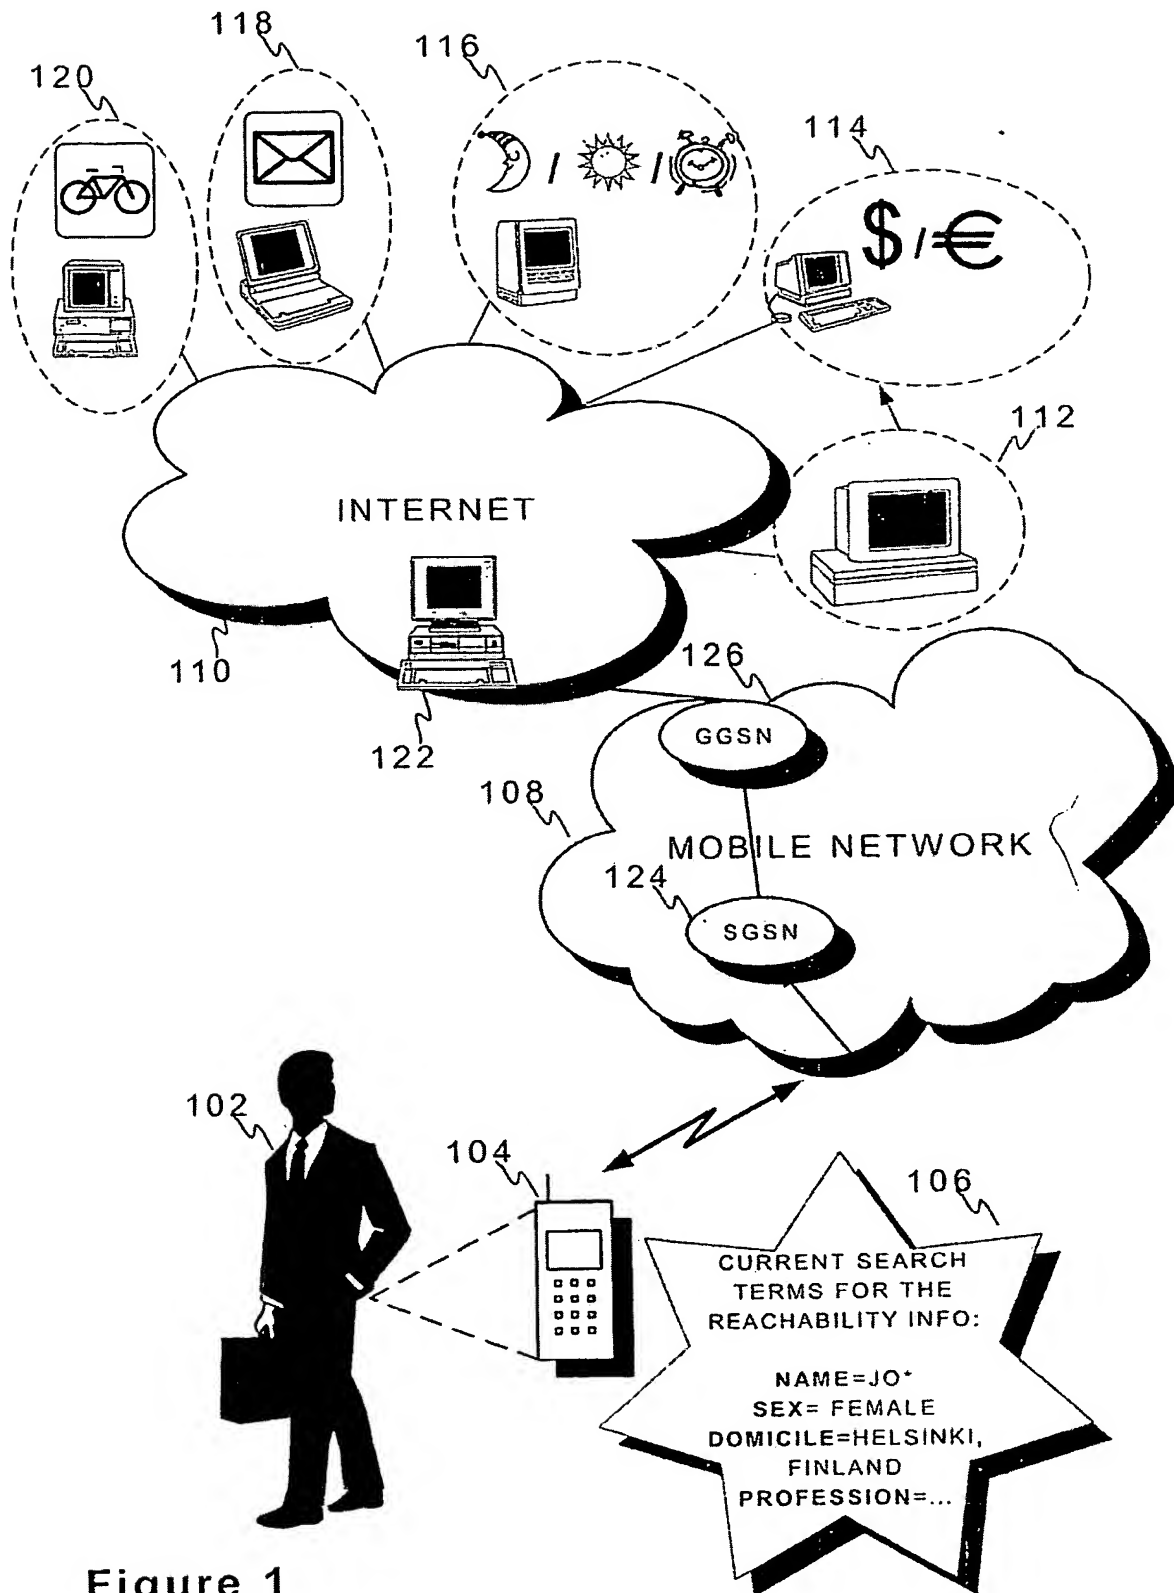 118
116
120
114
$/€
112
INTERNET
110
126
122
GGSN
108
MOBILE NETWORK
124
SGSN
102
104
106
CURRENT SEARCH
TERMS FOR THE
REACHABILITY INFO:
NAME=JO*
SEX= FEMALE
DOMICILE=HELSINKI,
FINLAND
PROFESSION=...
Figure 1